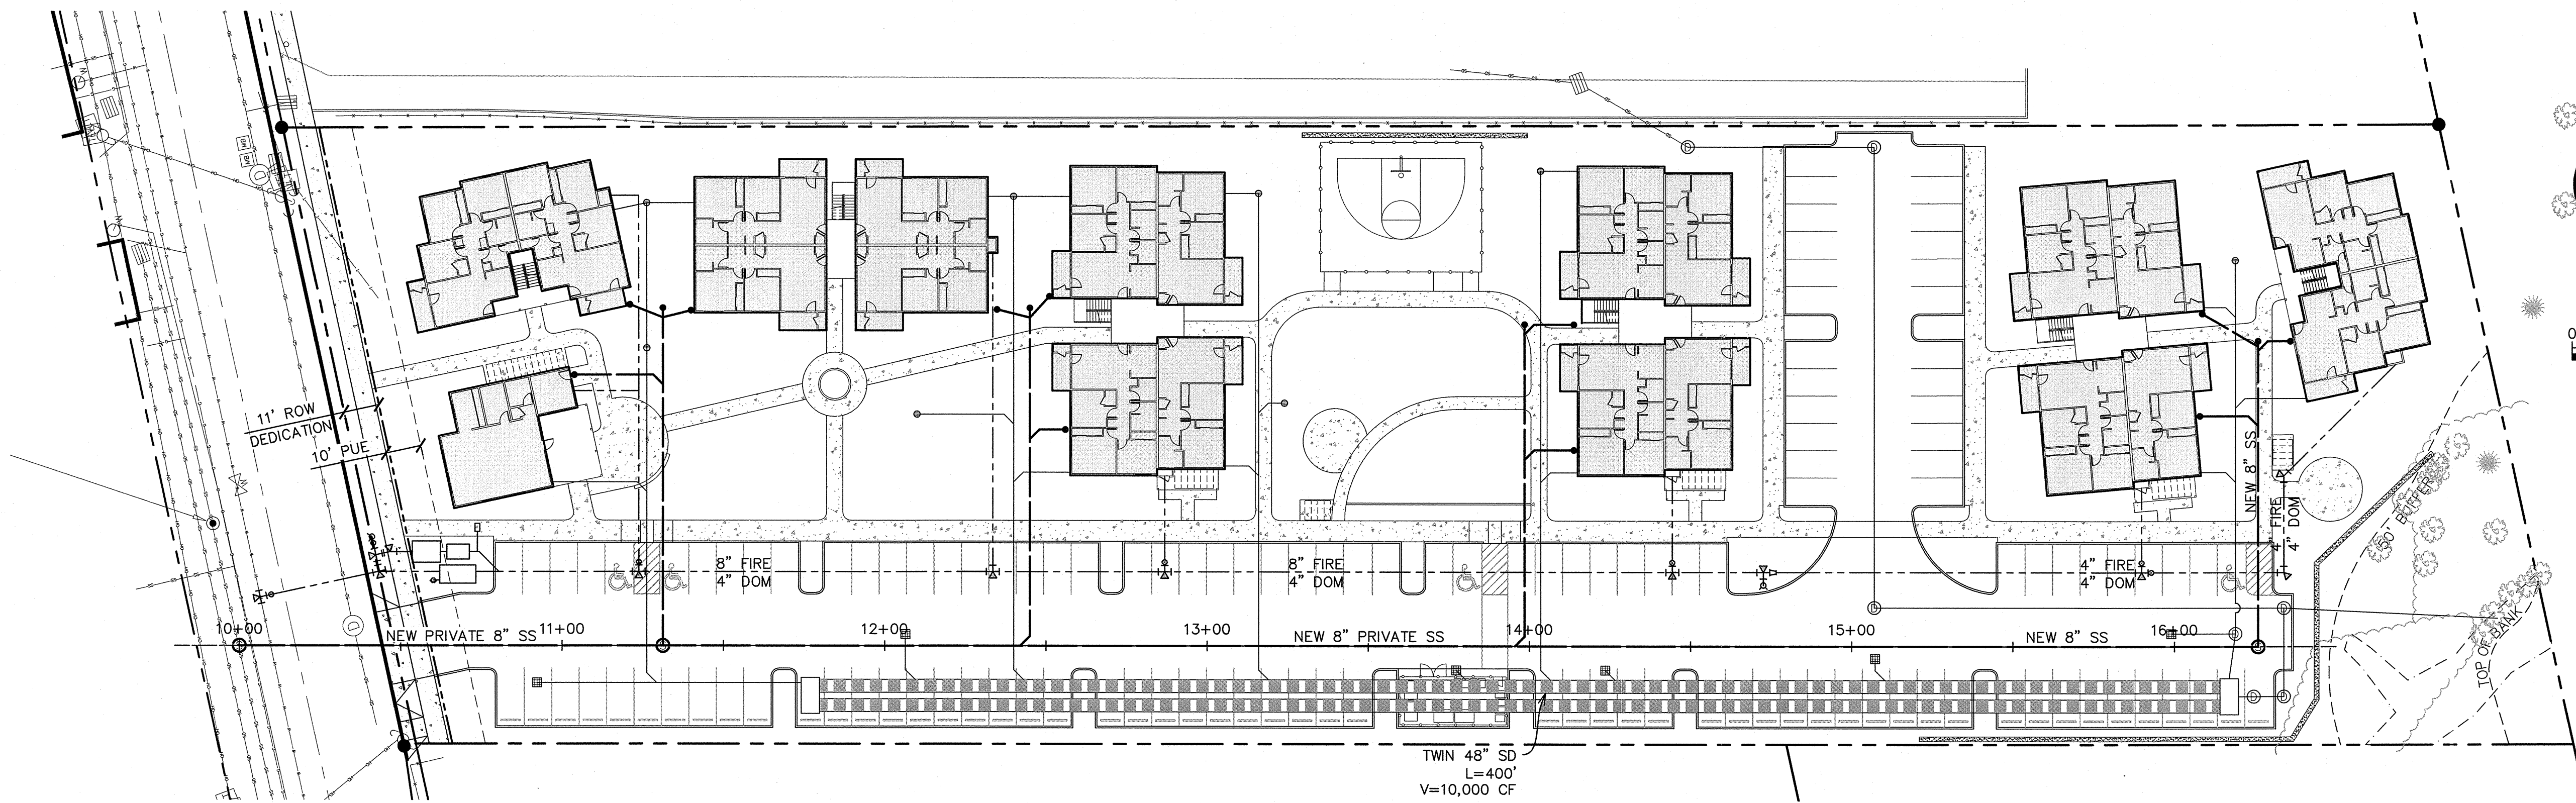 11' ROW
DEDICATION
10' PUE
MB
MB
D
D
8" FIRE
4" DOM
8" FIRE
4" DOM
4" FIRE
4" DOM
NEW 8" SS
4" FIRE
4" DOM
50' BUFFER
TOP OF BANK
10+00
NEW PRIVATE 8" SS
11+00
12+00
13+00
NEW 8" PRIVATE SS
14+00
15+00
NEW 8" SS
16+00
TWIN 48" SD
L=400'
V=10,000 CF